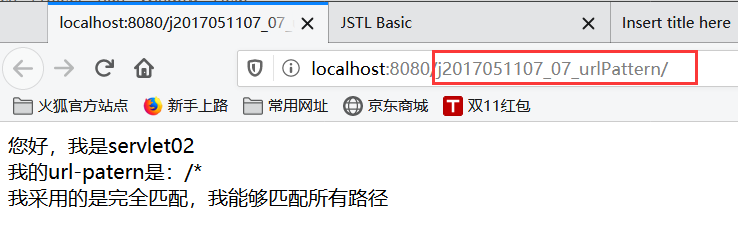 localhost:8080/j2017051107_07_
JSTL Basic
Insert title here
localhost:8080/j2017051107_07_urlPattern/
火狐官方站点 新手上路 常用网址 京东商城 T 双11红包
您好，我是servlet02
我的url-patern是：/*
我采用的是完全匹配，我能够匹配所有路径